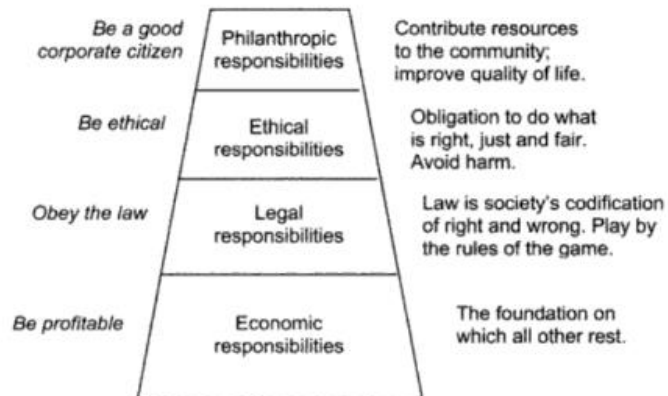 Be a good
corporate citizen
Philanthropic
responsibilities
Contribute resources
to the community;
improve quality of life.
Be ethical
Ethical
responsibilities
Obligation to do what
is right, just and fair.
Avoid harm.
Obey the law
Legal
responsibilities
Law is society's codification
of right and wrong. Play by
the rules of the game.
Be profitable
Economic
responsibilities
The foundation on
which all other rest.